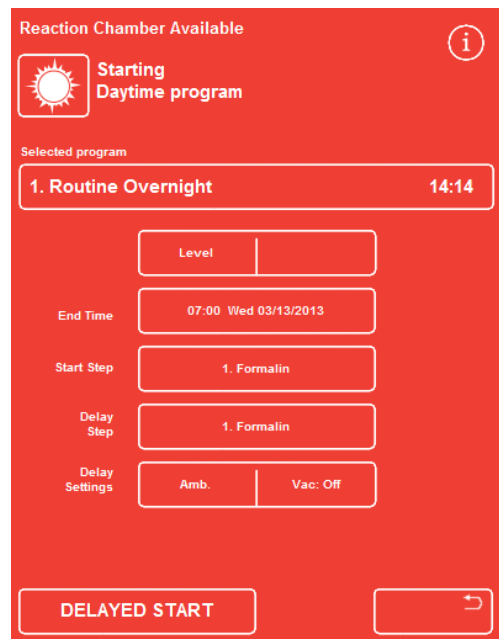 Reaction Chamber Available
i
Starting
Daytime program
Selected program
1. Routine Overnight 14:14
Level
End Time 07:00 Wed 03/13/2013
Start Step 1. Formalin
Delay
Step
1. Formalin
Delay
Settings
Amb. Vac: Off
DELAYED START